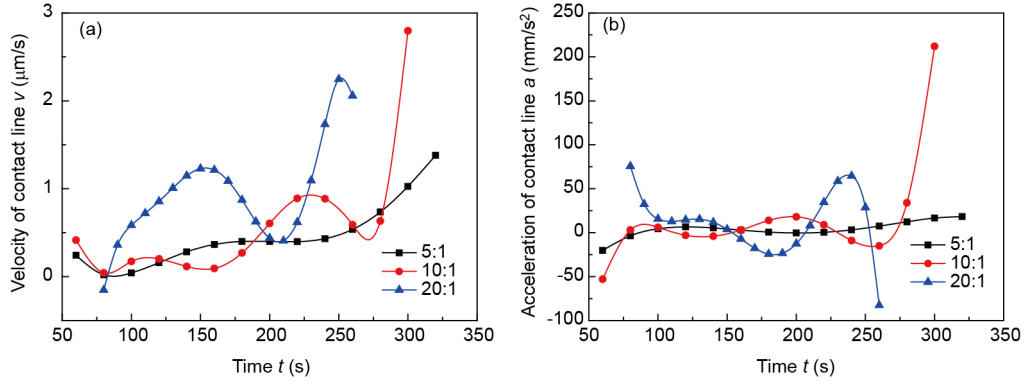 (a)
Velocity of contact line v (μm/s)
3
2
1
0
50 100 150 200 250 300 350
Time t (s)
5:1
10:1
20:1
(b)
Acceleration of contact line a (mm/s²)
250
200
150
100
50
0
-50
-100
50 100 150 200 250 300 350
Time t (s)
5:1
10:1
20:1